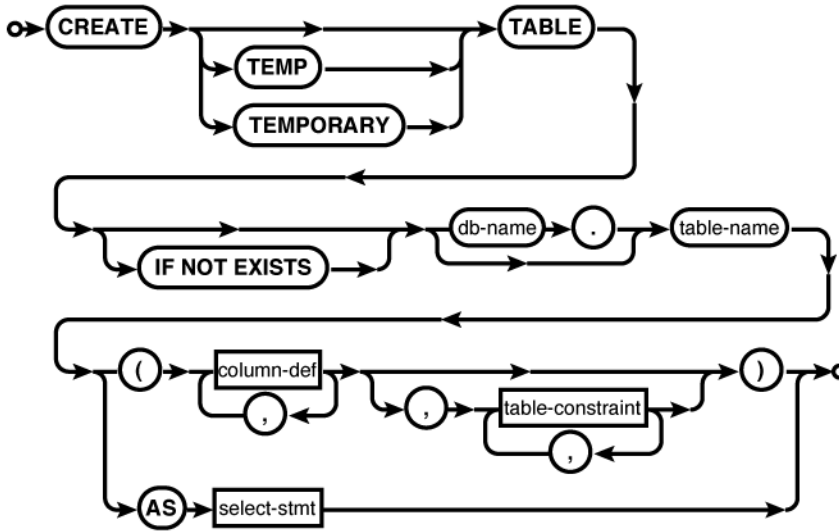 CREATE TABLE
TEMP
TEMPORARY
db-name . table-name
IF NOT EXISTS
( column-def )
, , table-constraint
,
AS select-stmt